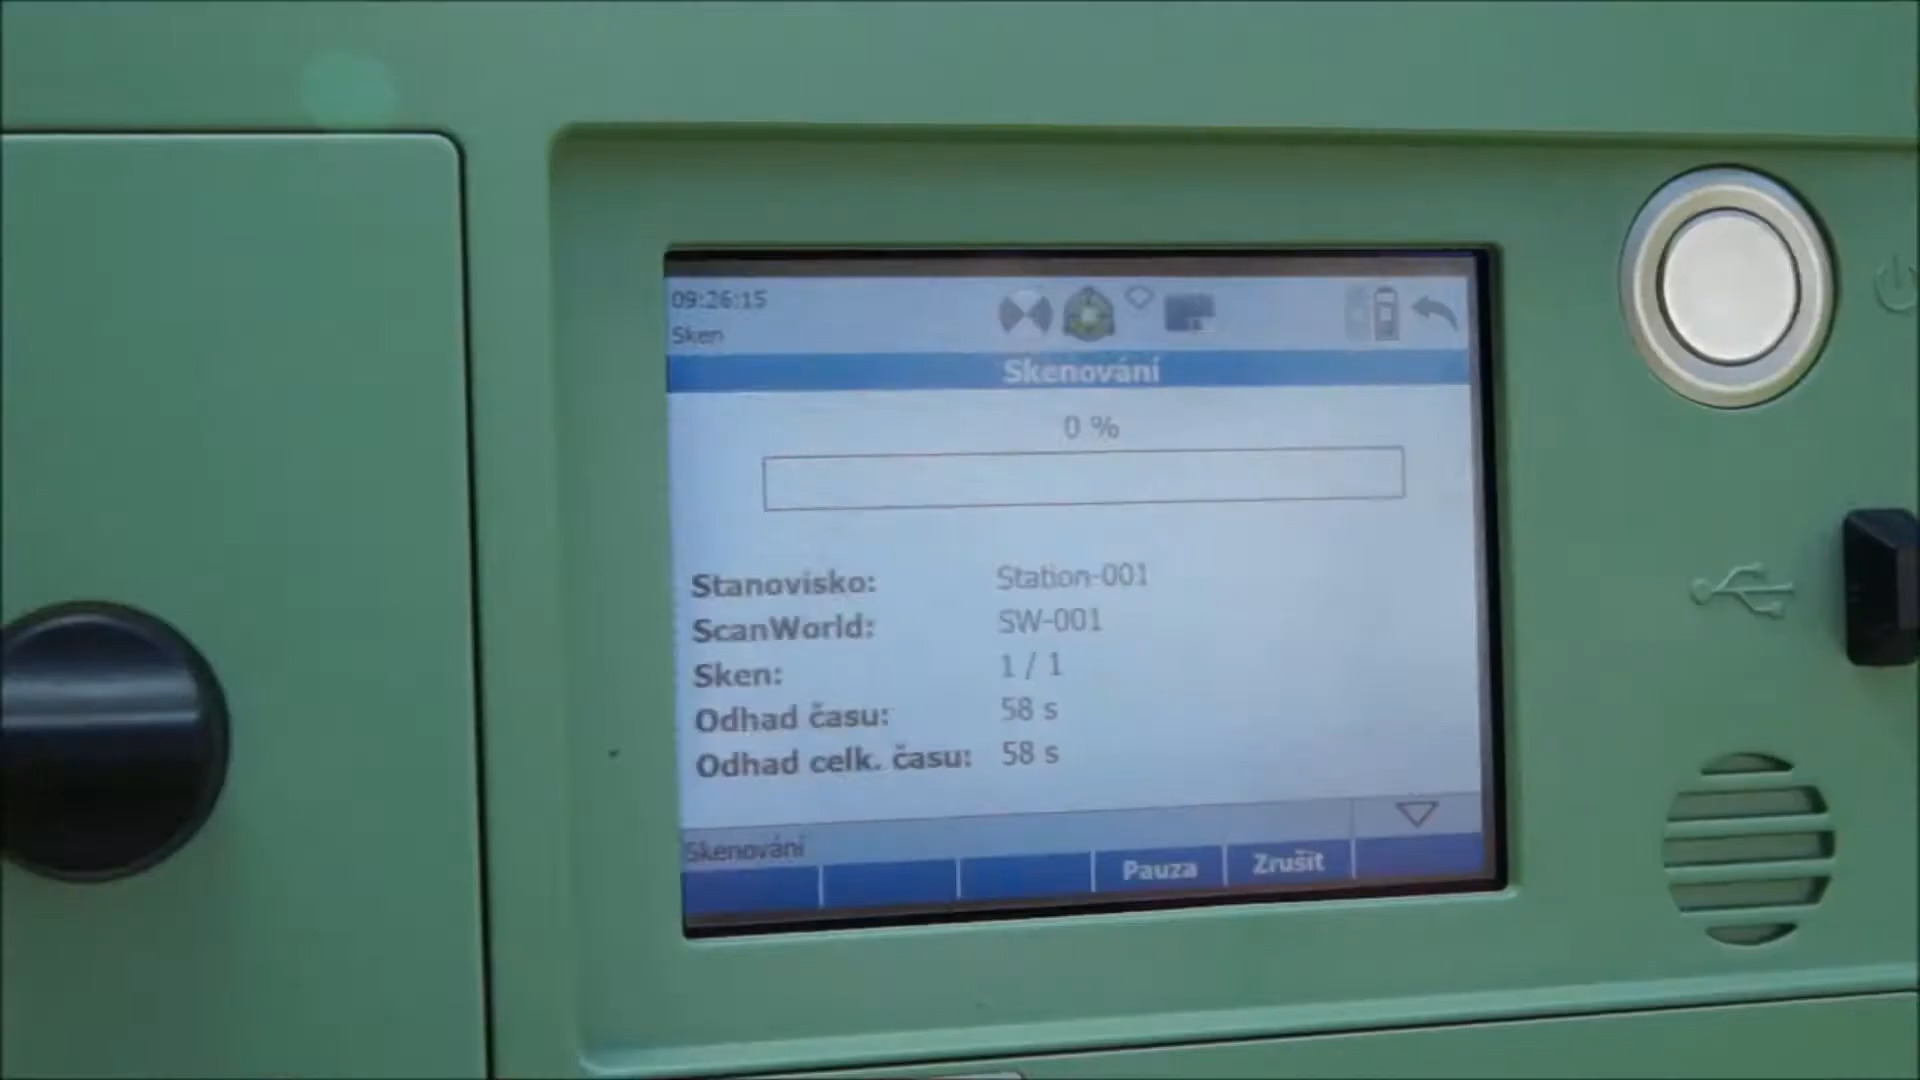 09:26:15
Sken
Skenování
0 %
Stanovisko: Station-001
ScanWorld: SW-001
Sken: 1 / 1
Odhad času: 58 s
Odhad celk. času: 58 s
Skenování
Pauza Zrušit